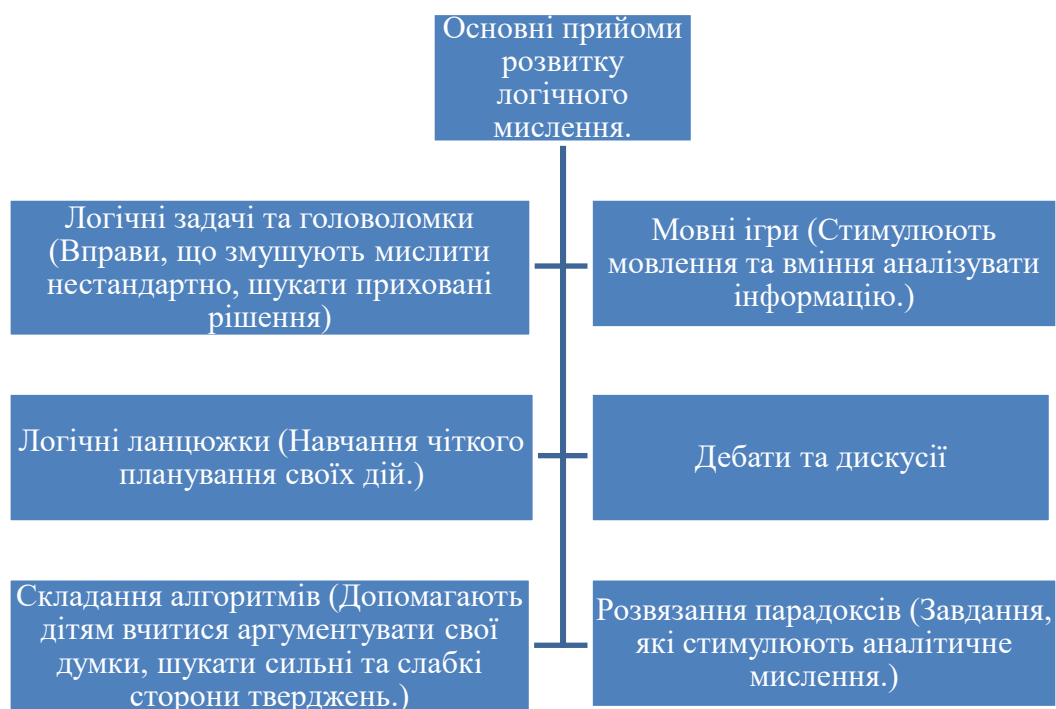 Основні прийоми
розвитку
логічного
мислення.
Логічні задачі та головоломки
(Вправи, що змушують мислити
нестандартно, шукати приховані
рішення)
Мовні ігри (Стимулюють
мовлення та вміння аналізувати
інформацію.)
Логічні ланцюжки (Навчання чіткого
планування своїх дій.)
Дебати та дискусії
Складання алгоритмів (Допомагають
дітям вчитися аргументувати свої
думки, шукати сильні та слабкі
сторони тверджень.)
Розвязання парадоксів (Завдання,
які стимулюють аналітичне
мислення.)